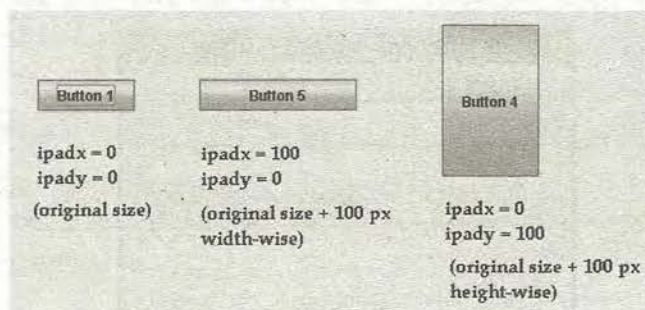 Button 1
ipadx = 0
ipady = 0
(original size)
Button 5
ipadx = 100
ipady = 0
(original size + 100 px
width-wise)
Button 4
ipadx = 0
ipady = 100
(original size + 100 px
height-wise)